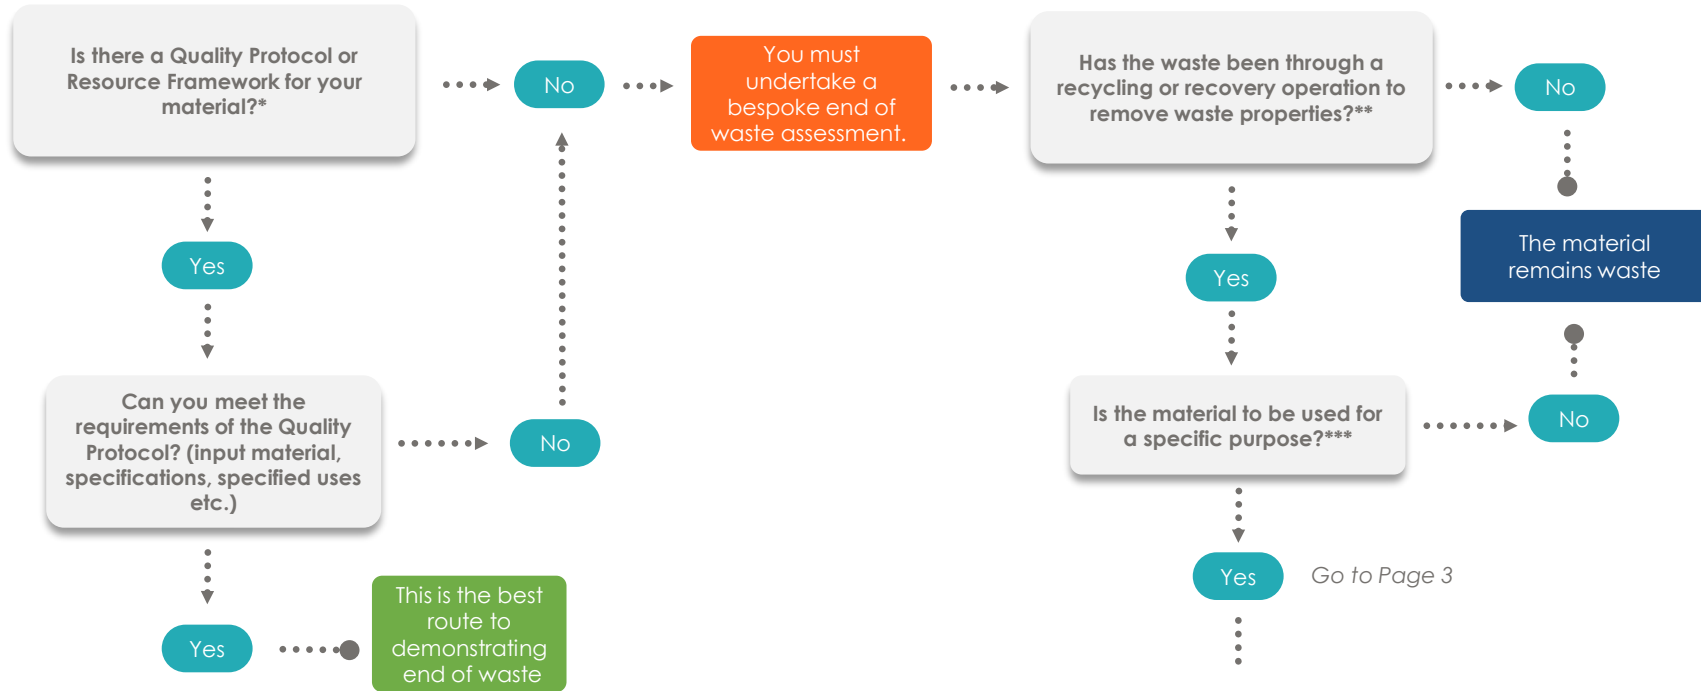 Is there a Quality Protocol or
Resource Framework for your
material?*
No
You must
undertake a
bespoke end of
waste assessment.
Has the waste been through a
recycling or recovery operation to
remove waste properties?**
No
Yes
Yes
The material
remains waste
Can you meet the
requirements of the Quality
Protocol? (input material,
specifications, specified uses
etc.)
No
Is the material to be used for
a specific purpose?***
No
Yes
Go to Page 3
Yes
This is the best
route to
demonstrating
end of waste